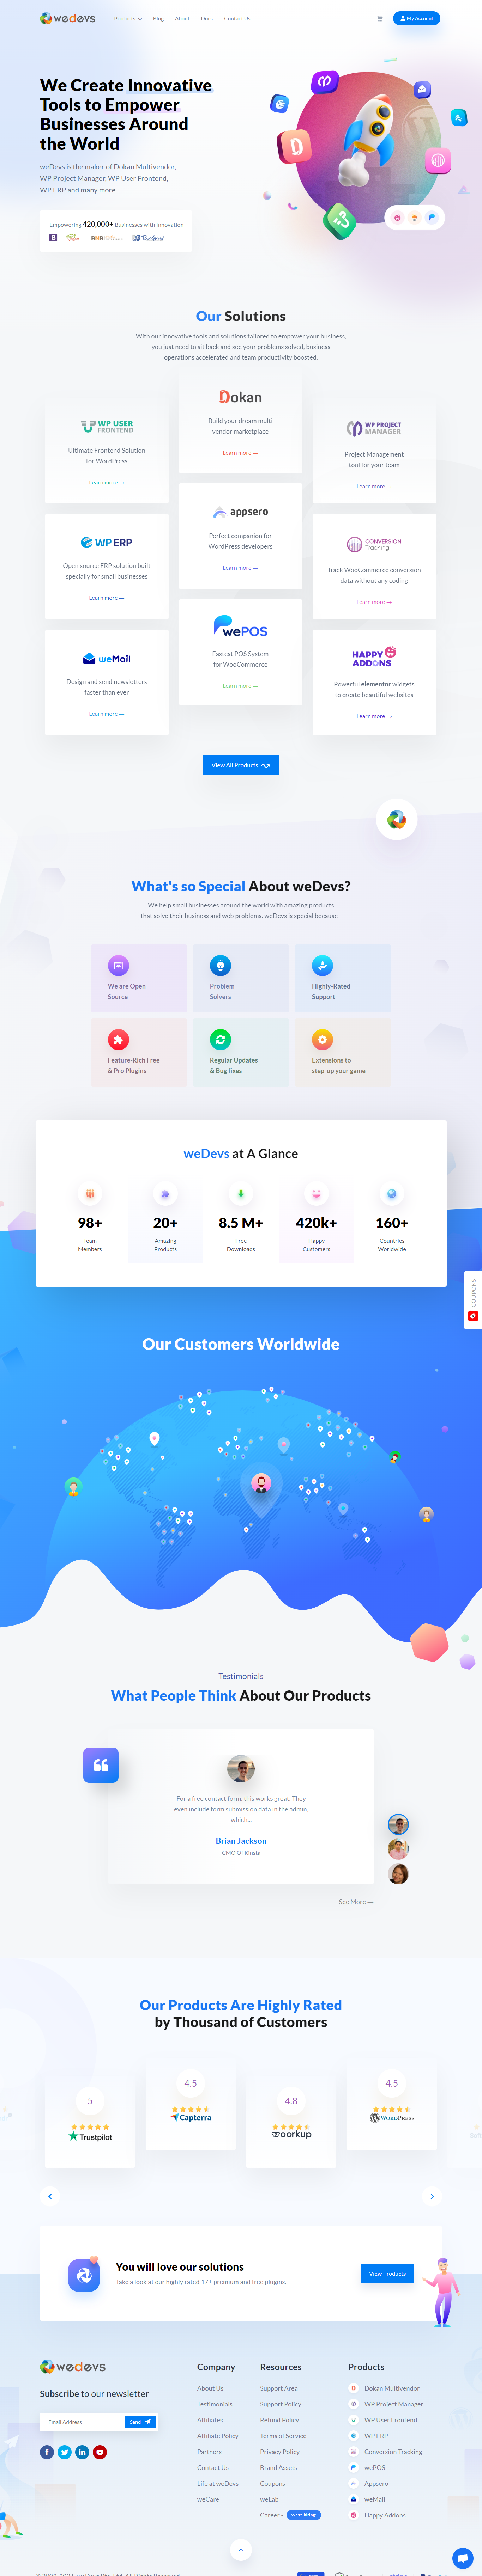 weDevs
Products
Blog
About
Docs
Contact Us
My Account
We Create Innovative
Tools to Empower
Businesses Around
the World
weDevs is the maker of Dokan Multivendor,
WP Project Manager, WP User Frontend,
WP ERP and many more
Empowering 420,000+ Businesses with Innovation
Our Solutions
With our innovative tools and solutions tailored to empower your business,
you just need to sit back and see your problems solved, business
operations accelerated and team productivity boosted.
WP USER
FRONTEND
Ultimate Frontend Solution
for WordPress
Learn more →
Dokan
Build your dream multi
vendor marketplace
Learn more →
WP PROJECT
MANAGER
Project Management
tool for your team
Learn more →
WP ERP
Open source ERP solution built
specially for small businesses
Learn more →
appsero
Perfect companion for
WordPress developers
Learn more →
CONVERSION
Tracking
Track WooCommerce conversion
data without any coding
Learn more →
weMail
Design and send newsletters
faster than ever
Learn more →
wePOS
Fastest POS System
for WooCommerce
Learn more →
HAPPY
ADDONS
Powerful elementor widgets
to create beautiful websites
Learn more →
View All Products
What's so Special About weDevs?
We help small businesses around the world with amazing products
that solve their business and web problems. weDevs is special because -
We are Open
Source
Problem
Solvers
Highly-Rated
Support
Feature-Rich Free
& Pro Plugins
Regular Updates
& Bug fixes
Extensions to
step-up your game
weDevs at A Glance
98+
Team
Members
20+
Amazing
Products
8.5 M+
Free
Downloads
420k+
Happy
Customers
160+
Countries
Worldwide
COUPONS
Our Customers Worldwide
Testimonials
What People Think About Our Products
For a free contact form, this works great. They
even include form submission data in the admin,
which...
Brian Jackson
CMO Of Kinsta
See More →
Our Products Are Highly Rated
by Thousand of Customers
5
Trustpilot
4.5
Capterra
4.8
woorkup
4.5
WORDPRESS
You will love our solutions
Take a look at our highly rated 17+ premium and free plugins.
View Products
weDevs
Subscribe to our newsletter
Email Address
Send
Company
About Us
Testimonials
Affiliates
Affiliate Policy
Partners
Contact Us
Life at weDevs
weCare
Resources
Support Area
Support Policy
Refund Policy
Terms of Service
Privacy Policy
Brand Assets
Coupons
weLab
Career - We're hiring!
Products
Dokan Multivendor
WP Project Manager
WP User Frontend
WP ERP
Conversion Tracking
wePOS
Appsero
weMail
Happy Addons